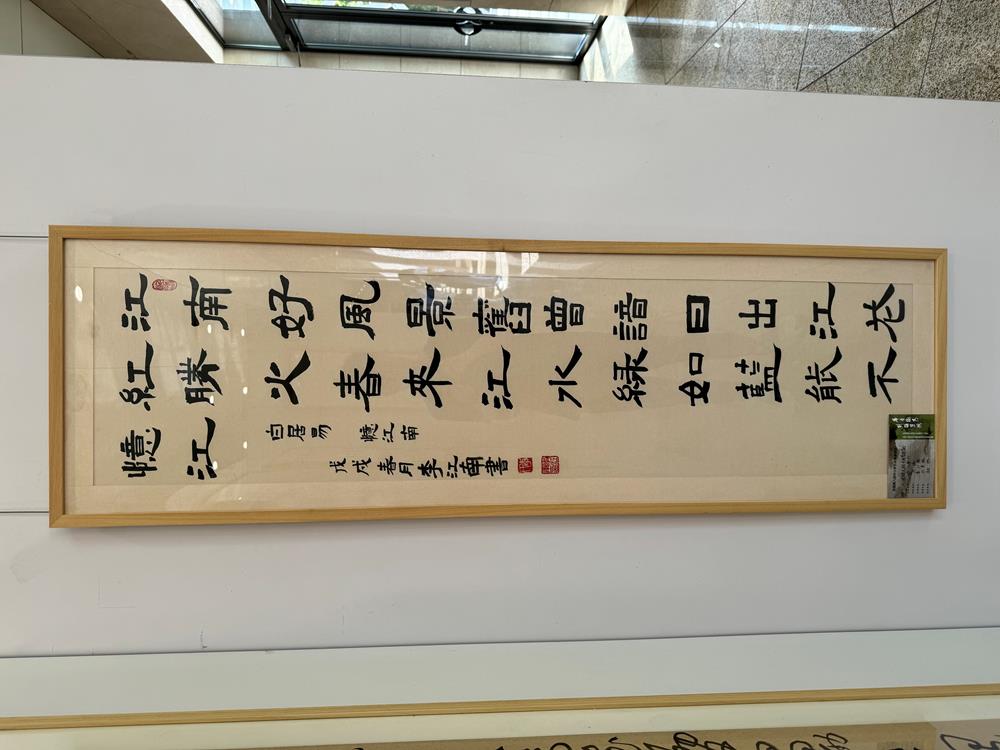 江南好風景舊曾諳日出江花
紅勝火春來江水綠如藍能不
憶江
白居易 憶江南
戊戌春月李江南書